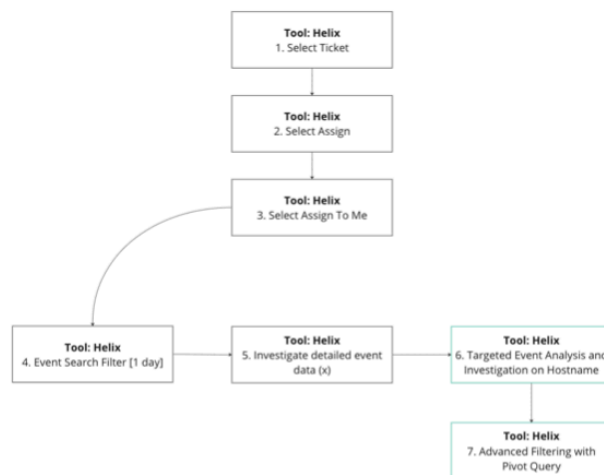 Tool: Helix
1. Select Ticket
Tool: Helix
2. Select Assign
Tool: Helix
3. Select Assign To Me
Tool: Helix
4. Event Search Filter [1 day]
Tool: Helix
5. Investigate detailed event
data (x)
Tool: Helix
6. Targeted Event Analysis and
Investigation on Hostname
Tool: Helix
7. Advanced Filtering with
Pivot Query